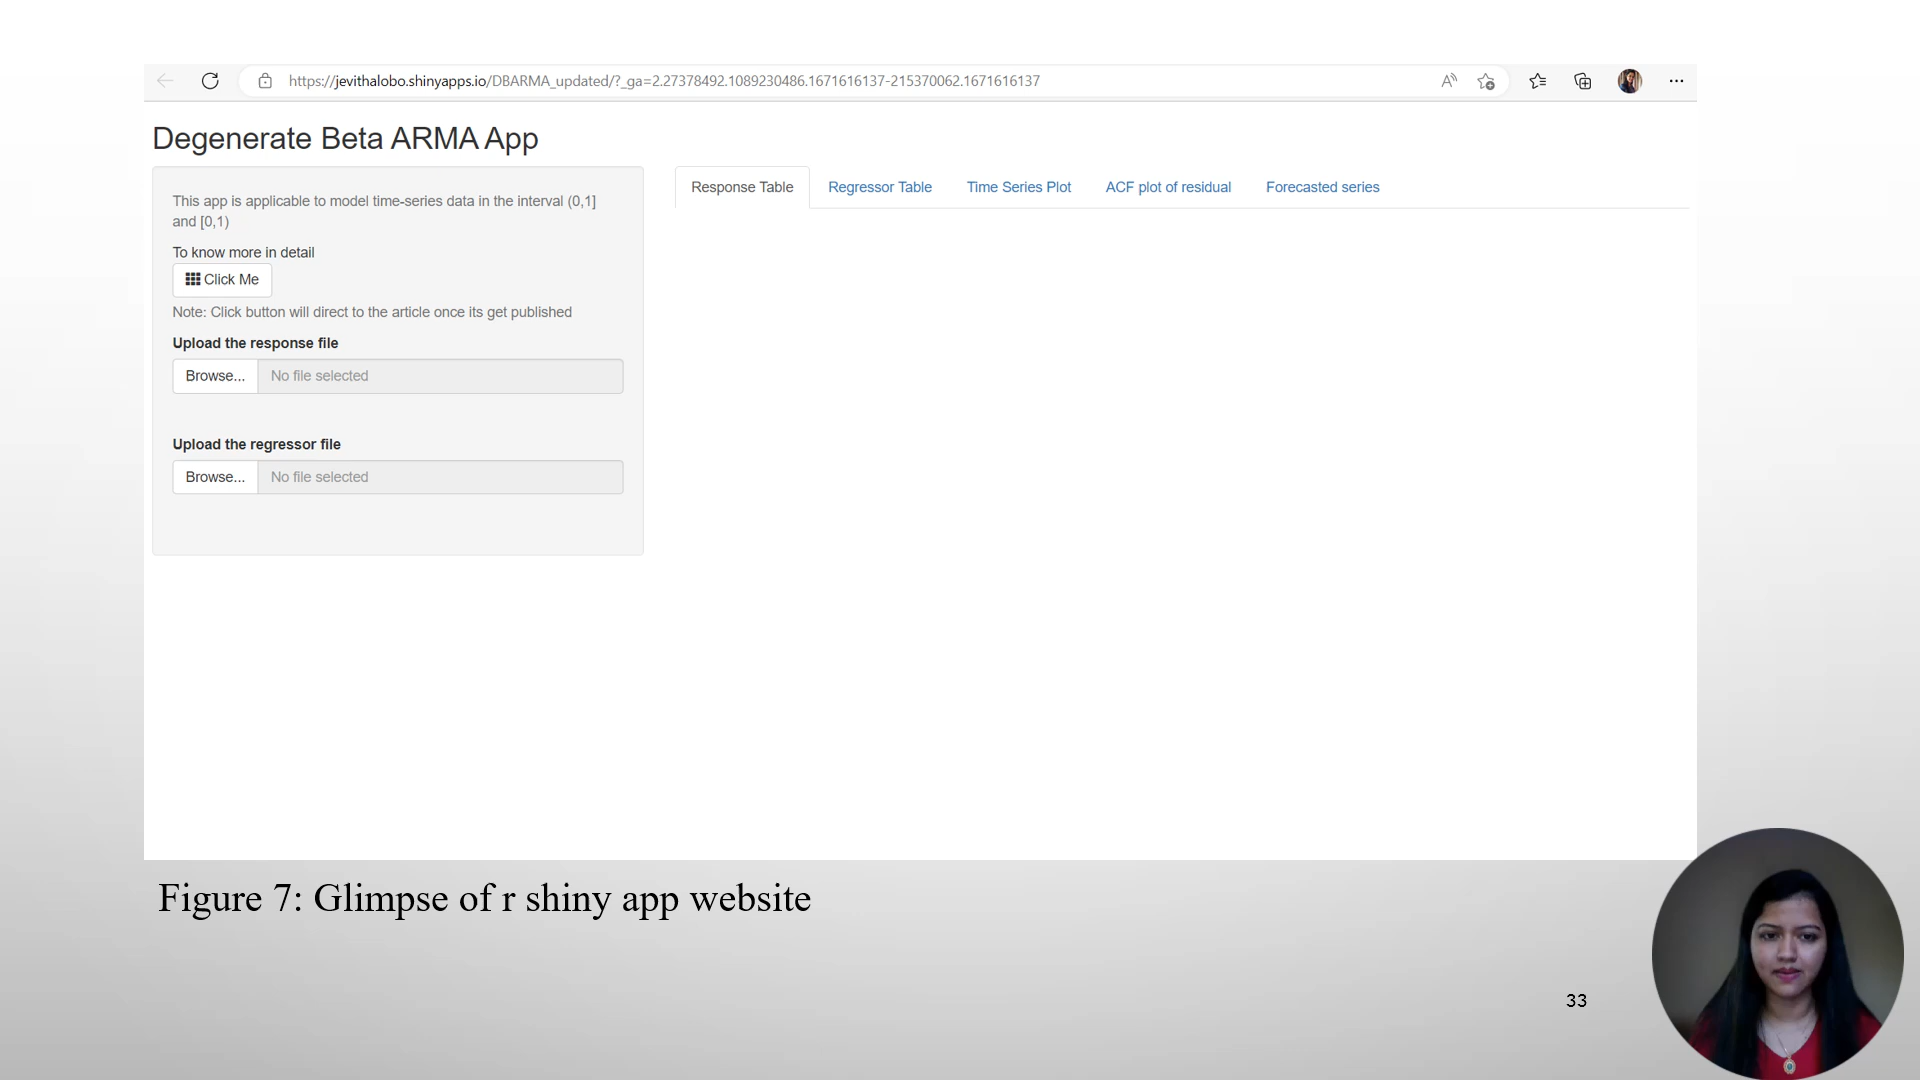 https://jevithalobo.shinyapps.io/DBARMA_updated/?_ga=2.27378492.1089230486.1671616137-215370062.1671616137
Degenerate Beta ARMA App
This app is applicable to model time-series data in the interval (0,1]
and [0,1)
To know more in detail
Click Me
Note: Click button will direct to the article once its get published
Upload the response file
Browse... No file selected
Upload the regressor file
Browse... No file selected
Response Table Regressor Table Time Series Plot ACF plot of residual Forecasted series
Figure 7: Glimpse of r shiny app website
33